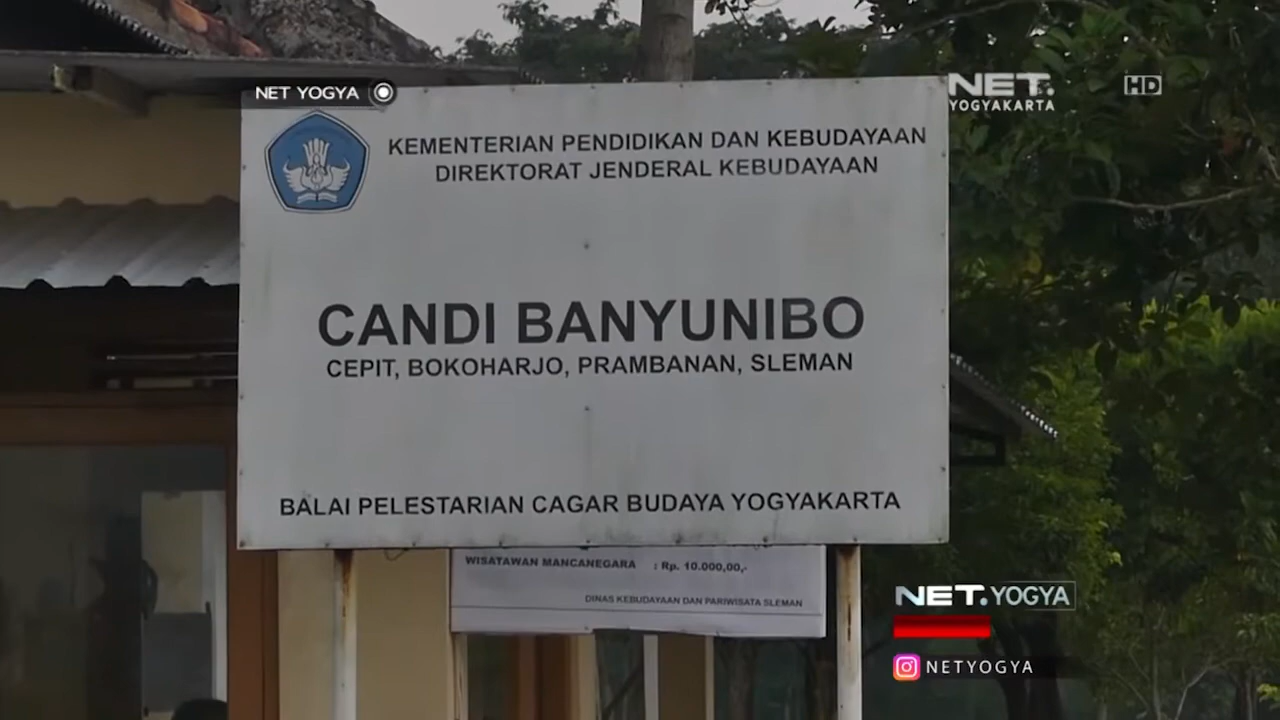 NET YOGYA
NET.
YOGYAKARTA
HD
KEMENTERIAN PENDIDIKAN DAN KEBUDAYAAN
DIREKTORAT JENDERAL KEBUDAYAAN
CANDI BANYUNIBO
CEPIT, BOKOHARJO, PRAMBANAN, SLEMAN
BALAI PELESTARIAN CAGAR BUDAYA YOGYAKARTA
WISATAWAN MANCANEGARA : Rp. 10.000,00,-
DINAS KEBUDAYAAN DAN PARIWISATA SLEMAN
NET. YOGYA
NETYOGYA